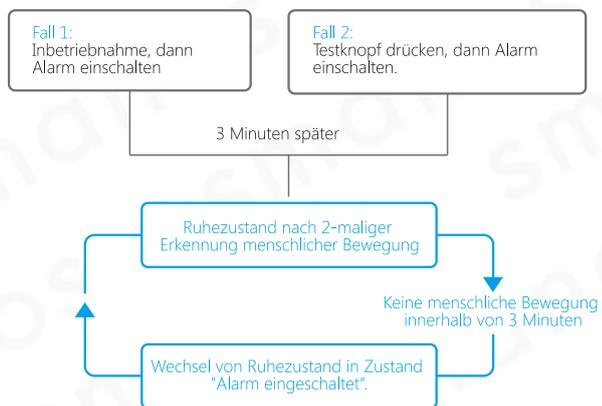 Fall 1:
Inbetriebnahme, dann
Alarm einschalten
Fall 2:
Testknopf drücken, dann Alarm
einschalten.
3 Minuten später
Ruhezustand nach 2-maliger
Erkennung menschlicher Bewegung
Keine menschliche Bewegung
innerhalb von 3 Minuten
Wechsel von Ruhezustand in Zustand
"Alarm eingeschaltet".